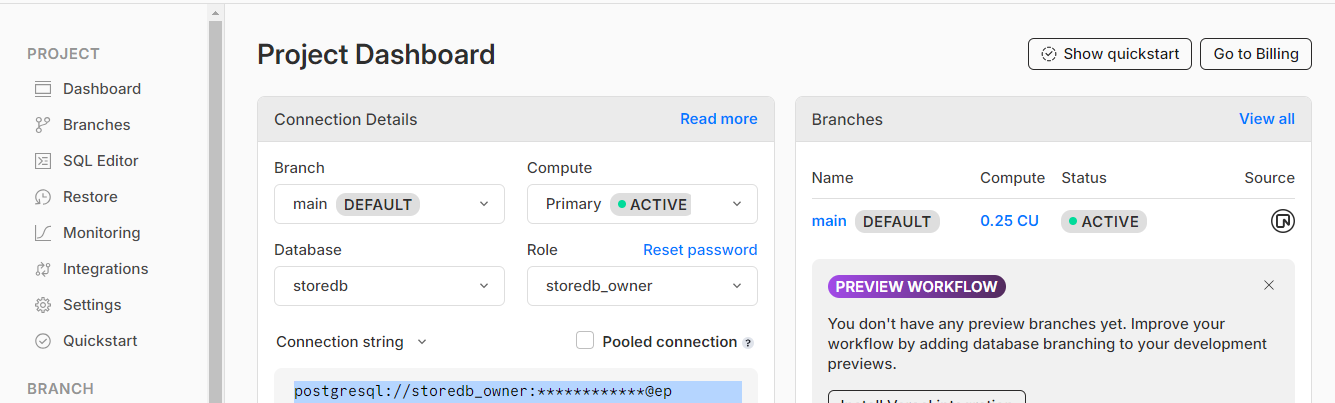 PROJECT
Dashboard
Branches
SQL Editor
Restore
Monitoring
Integrations
Settings
Quickstart
BRANCH
Project Dashboard
Show quickstart
Go to Billing
Connection Details
Read more
Branch
Compute
main DEFAULT
Primary ACTIVE
Database
Role
Reset password
storedb
storedb_owner
Connection string
Pooled connection ?
postgresql://storedb_owner:************@ep
Branches
View all
Name Compute Status Source
main DEFAULT 0.25 CU ACTIVE
PREVIEW WORKFLOW
You don't have any preview branches yet. Improve your
workflow by adding database branching to your development
previews.
Install Vercel integration